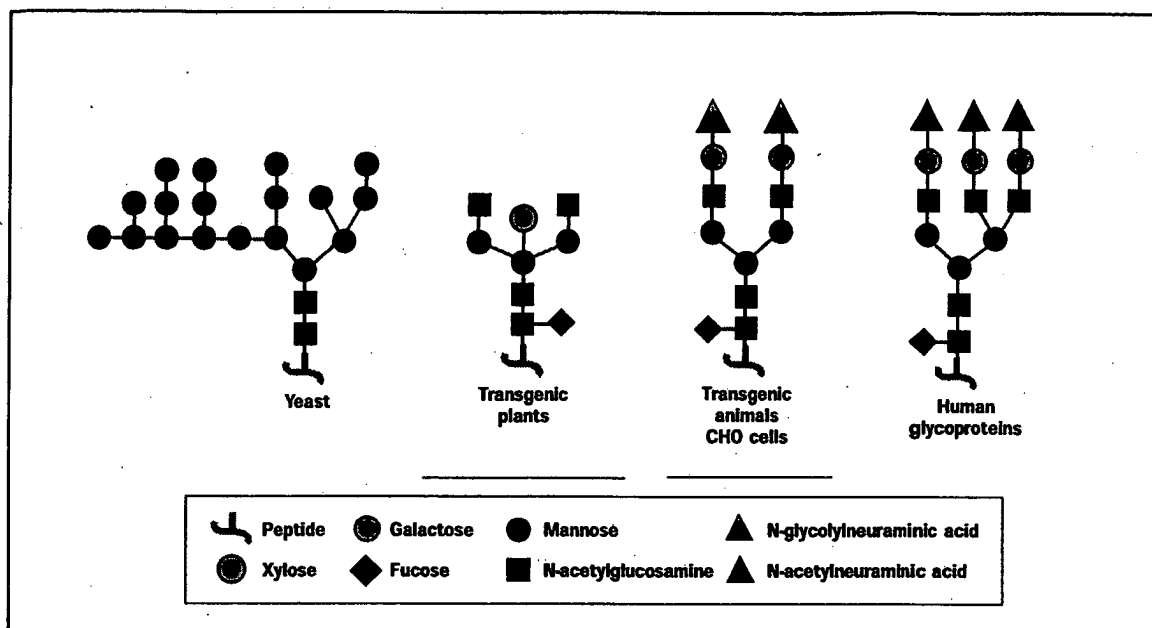 Yeast
Transgenic
plants
Transgenic
animals
CHO cells
Human
glycoproteins
Peptide
Galactose
Mannose
N-glycolylneuraminic acid
Xylose
Fucose
N-acetylglucosamine
N-acetylneuraminic acid